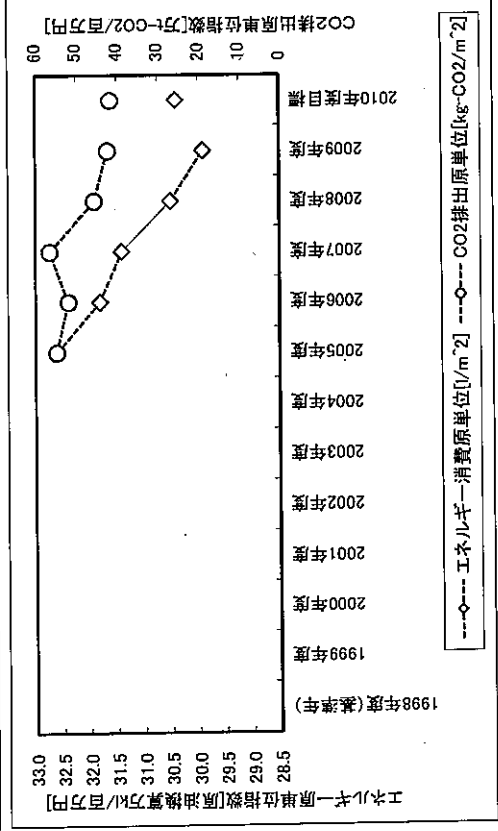 エネルギー原単位指数[原油換算万kl/百万円]
33.0
32.5
32.0
31.5
31.0
30.5
30.0
29.5
29.0
28.5
1998年度(基準年)
1999年度
2000年度
2001年度
2002年度
2003年度
2004年度
2005年度
2006年度
2007年度
2008年度
2009年度
2010年度目標
60
50
40
30
20
10
0
CO2排出原単位指数[万t-CO2/百万円]
エネルギー消費原単位[l/m^2] CO2排出原単位[kg-CO2/m^2]